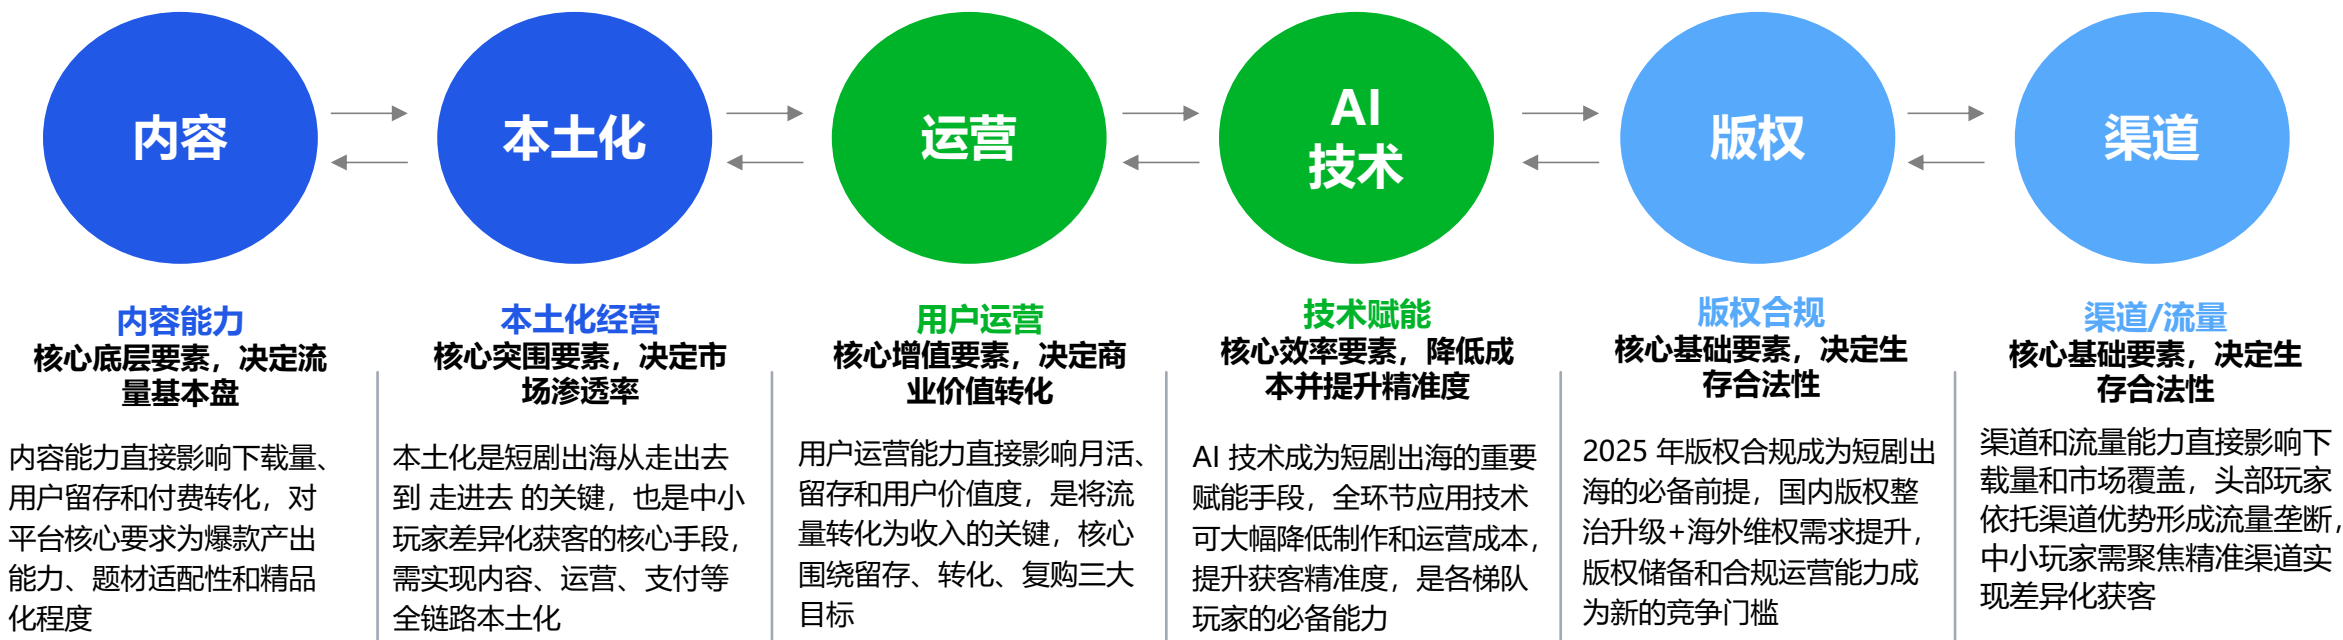 内容
本土化
运营
AI
技术
版权
渠道
内容能力
核心底层要素，决定流
量基本盘
内容能力直接影响下载量、
用户留存和付费转化，对
平台核心要求为爆款产出
能力、题材适配性和精品
化程度
本土化经营
核心突围要素，决定市
场渗透率
本土化是短剧出海从走出去
到 走进去 的关键，也是中小
玩家差异化获客的核心手段，
需实现内容、运营、支付等
全链路本土化
用户运营
核心增值要素，决定商
业价值转化
用户运营能力直接影响月活、
留存和用户价值度，是将流
量转化为收入的关键，核心
围绕留存、转化、复购三大
目标
技术赋能
核心效率要素，降低成
本并提升精准度
AI 技术成为短剧出海的重要
赋能手段，全环节应用技术
可大幅降低制作和运营成本，
提升获客精准度，是各梯队
玩家的必备能力
版权合规
核心基础要素，决定生
存合法性
2025 年版权合规成为短剧出
海的必备前提，国内版权整
治升级+海外维权需求提升，
版权储备和合规运营能力成
为新的竞争门槛
渠道/流量
核心基础要素，决定生
存合法性
渠道和流量能力直接影响下
载量和市场覆盖，头部玩家
依托渠道优势形成流量垄断，
中小玩家需聚焦精准渠道实
现差异化获客